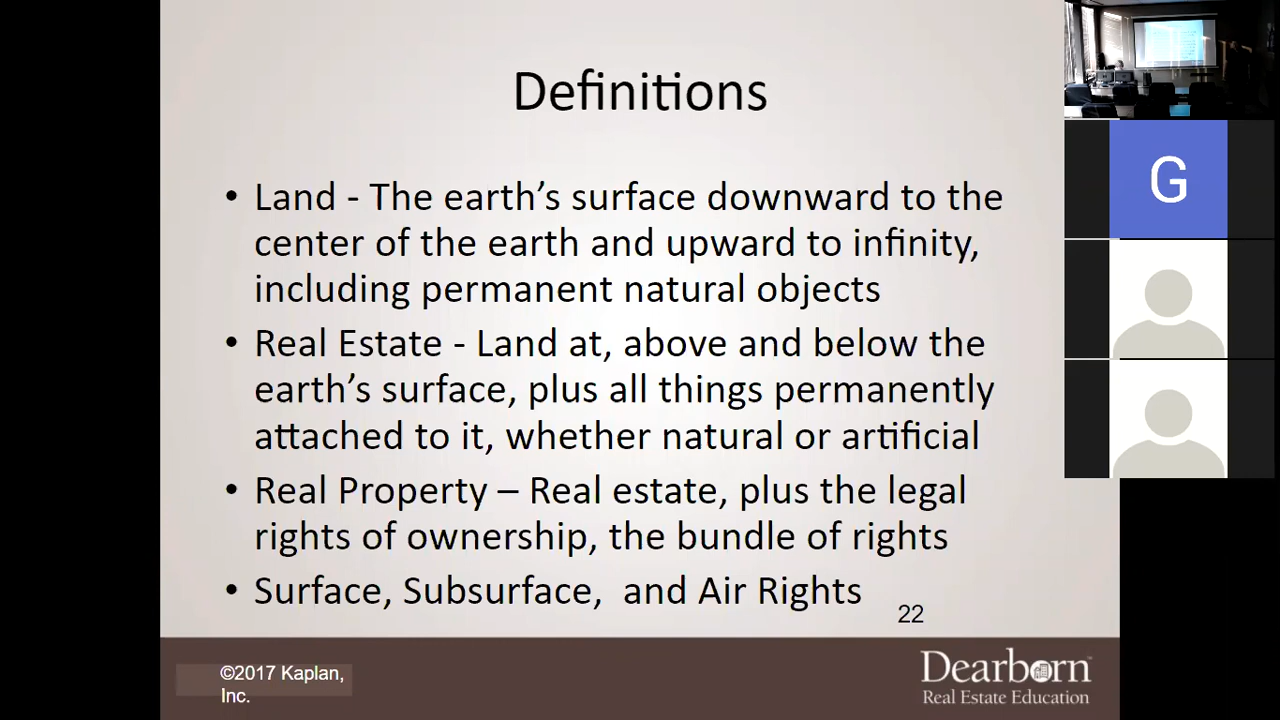 Definitions
• Land - The earth’s surface downward to the
center of the earth and upward to infinity,
including permanent natural objects
• Real Estate - Land at, above and below the
earth’s surface, plus all things permanently
attached to it, whether natural or artificial
• Real Property – Real estate, plus the legal
rights of ownership, the bundle of rights
• Surface, Subsurface,  and Air Rights
22
©2017 Kaplan,
Inc.
Dearborn™
Real Estate Education
G